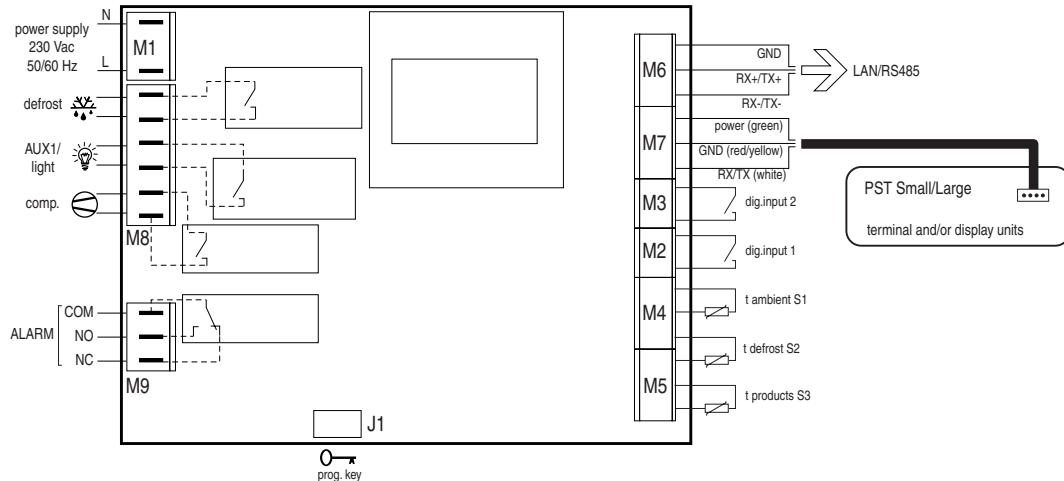 N
power supply
230 Vac
50/60 Hz
L
M1
defrost
AUX1/
light
comp.
M8
COM
ALARM
NO
NC
M9
J1
prog. key
M6
GND
RX+/TX+
RX-/TX-
LAN/RS485
M7
power (green)
GND (red/yellow)
RX/TX (white)
PST Small/Large
terminal and/or display units
M3
dig.input 2
M2
dig.input 1
M4
t ambient S1
t defrost S2
M5
t products S3